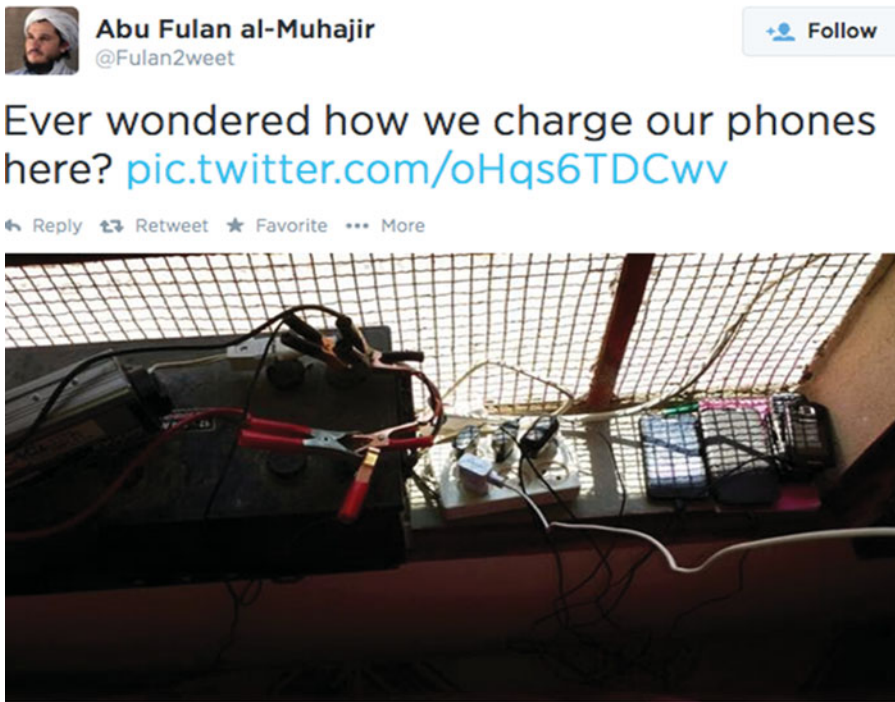 Abu Fulan al-Muhajir
@Fulan2weet
Follow
Ever wondered how we charge our phones
here? pic.twitter.com/oHqs6TDCwv
Reply Retweet Favorite More